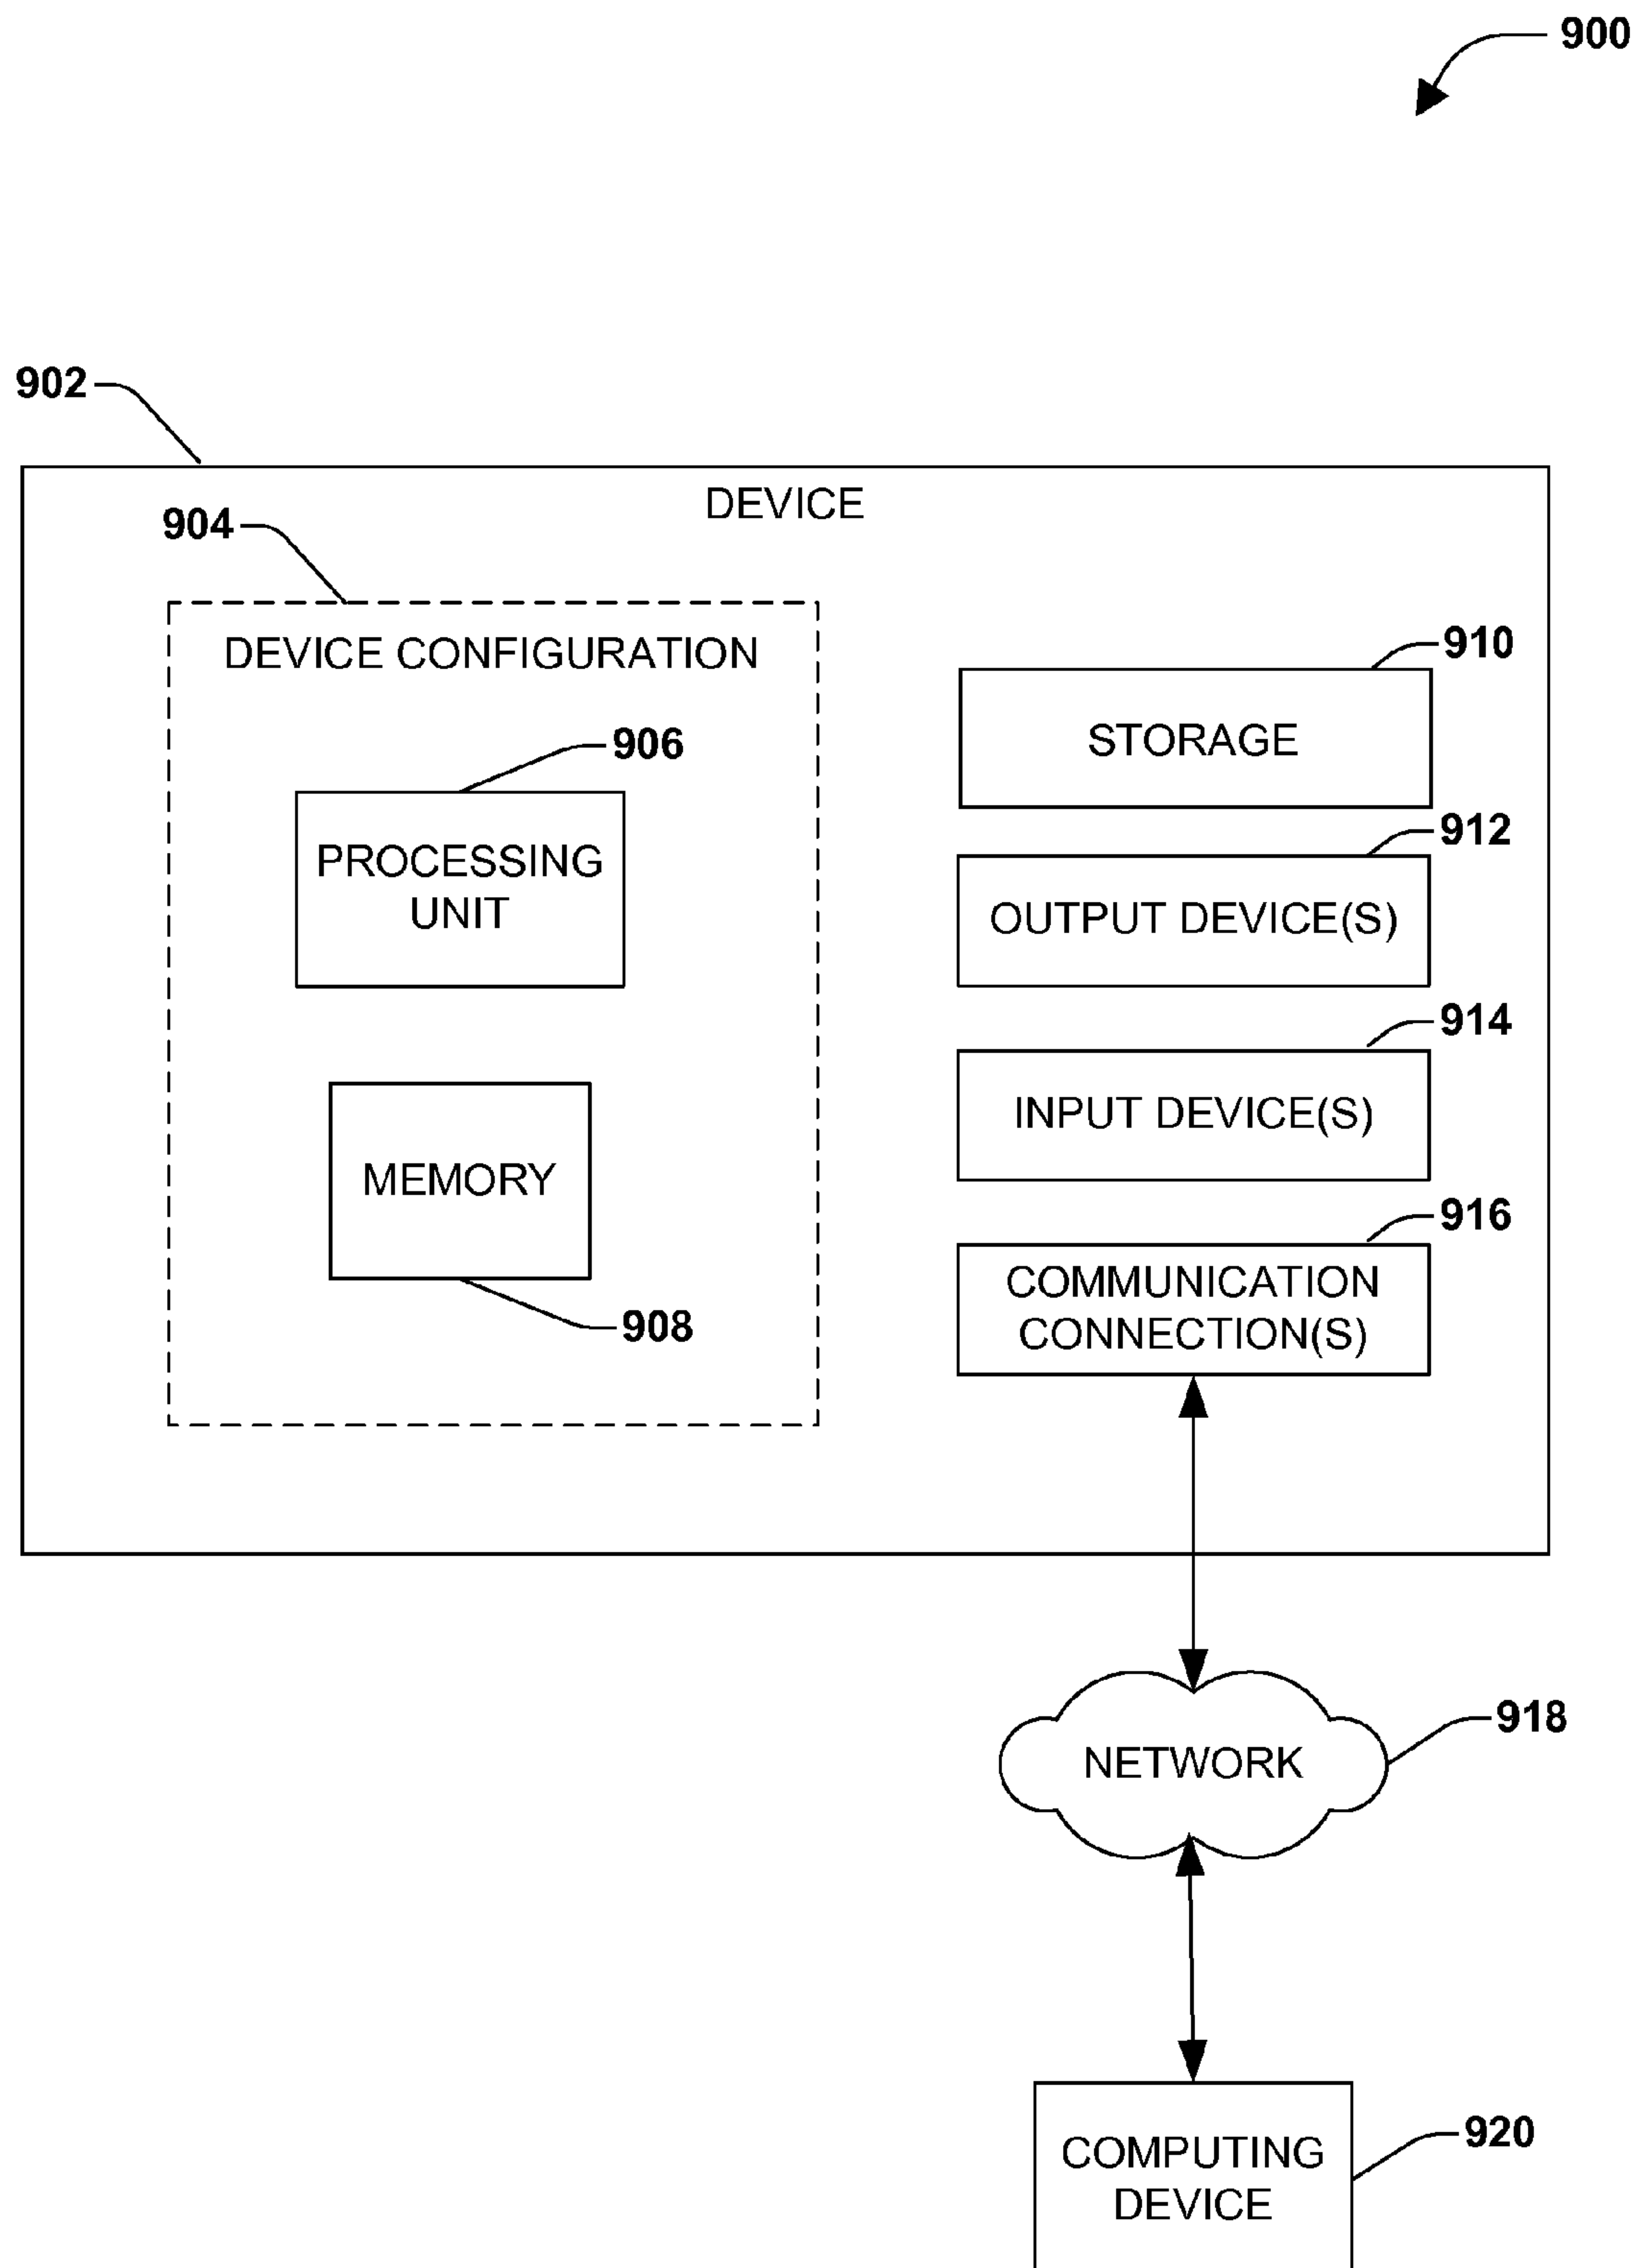 900
902
DEVICE
904
DEVICE CONFIGURATION
910
STORAGE
906
PROCESSING
UNIT
912
OUTPUT DEVICE(S)
914
INPUT DEVICE(S)
MEMORY
908
916
COMMUNICATION
CONNECTION(S)
918
NETWORK
920
COMPUTING
DEVICE